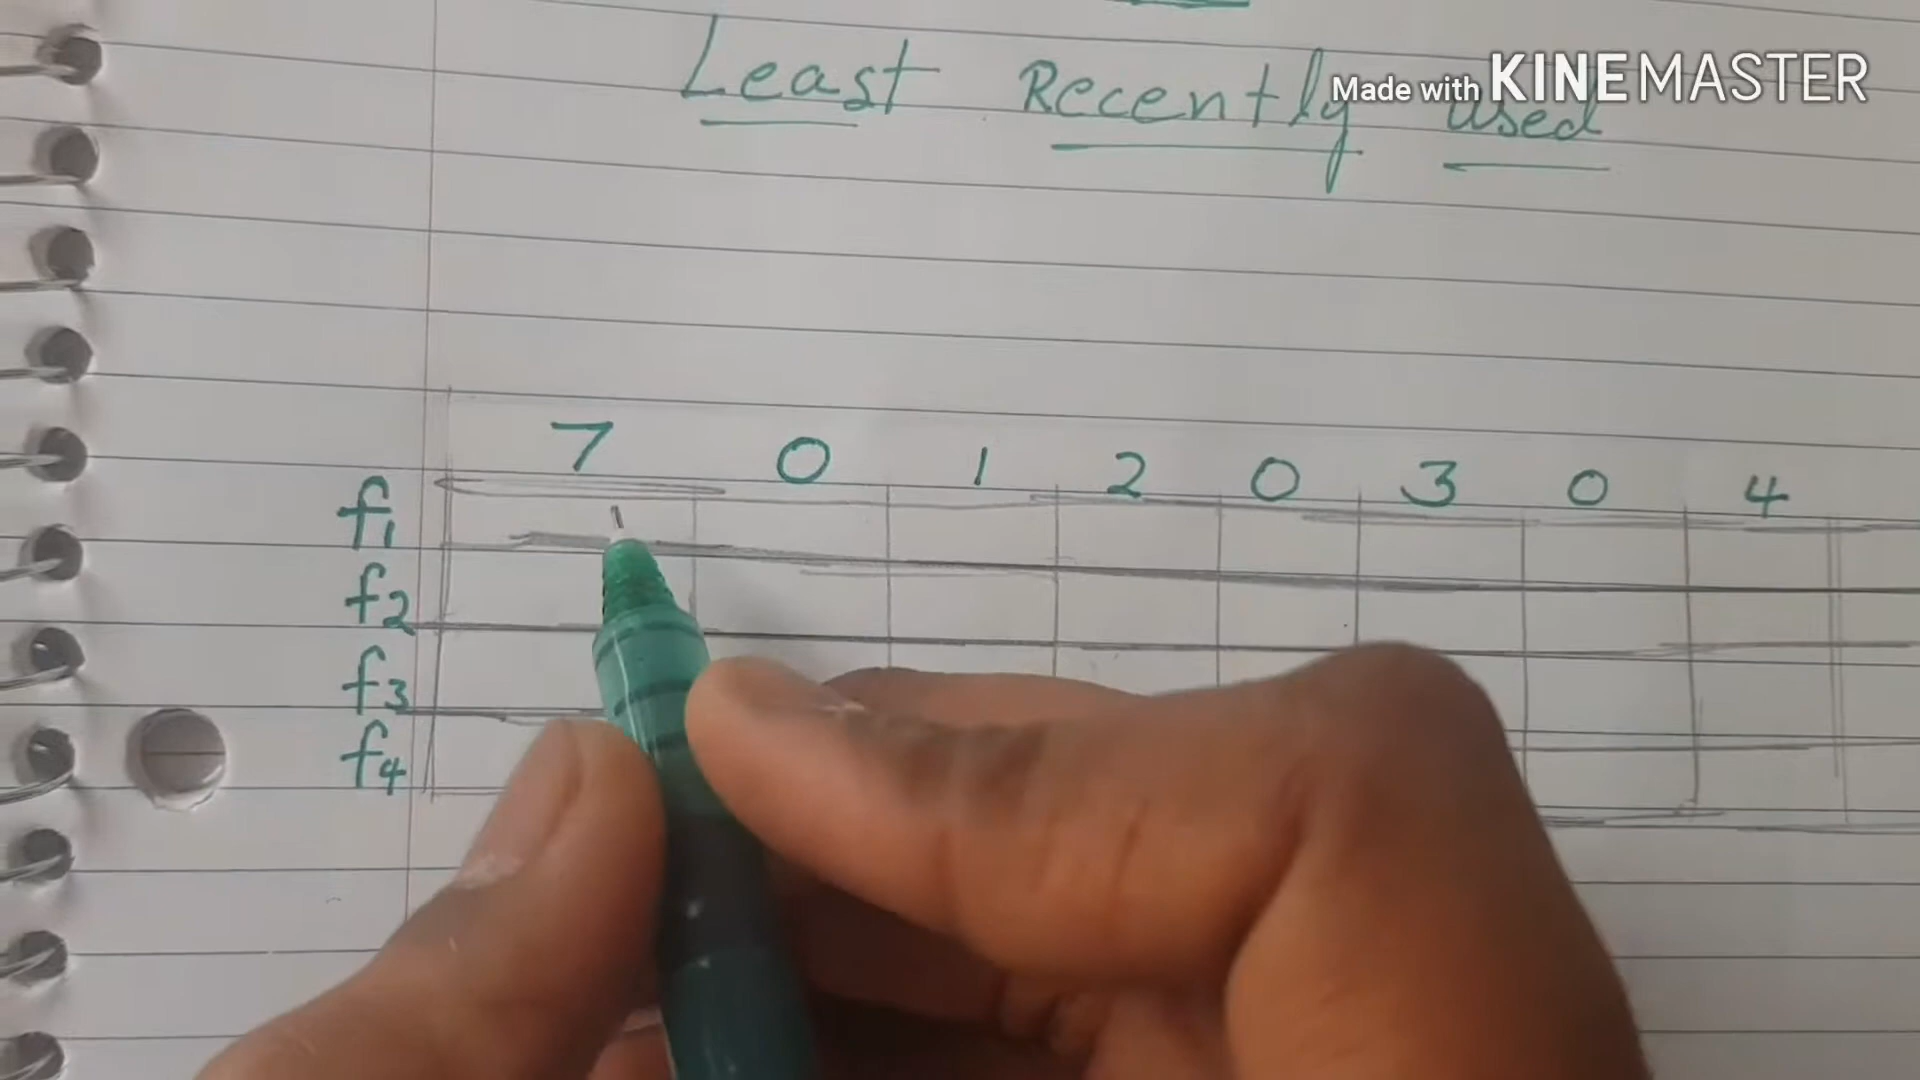 Least Recently used
Made with KINEMASTER
7 0 1 2 0 3 0 4
f1
f2
f3
f4